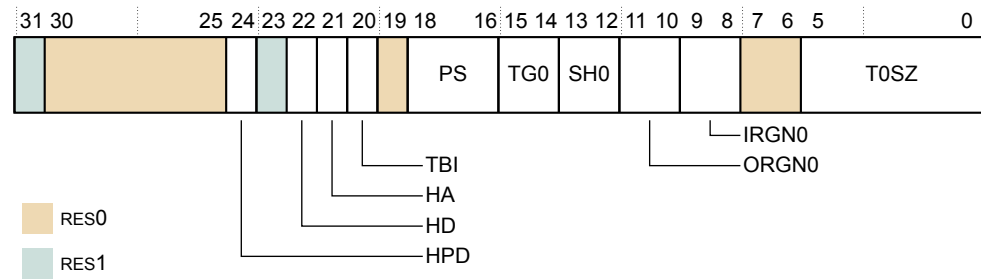 31 30 25 24 23 22 21 20 19 18 16 15 14 13 12 11 10 9 8 7 6 5 0
PS TG0 SH0 T0SZ
IRGN0
TBI ORGN0
HA
RES0 HD
HPD
RES1